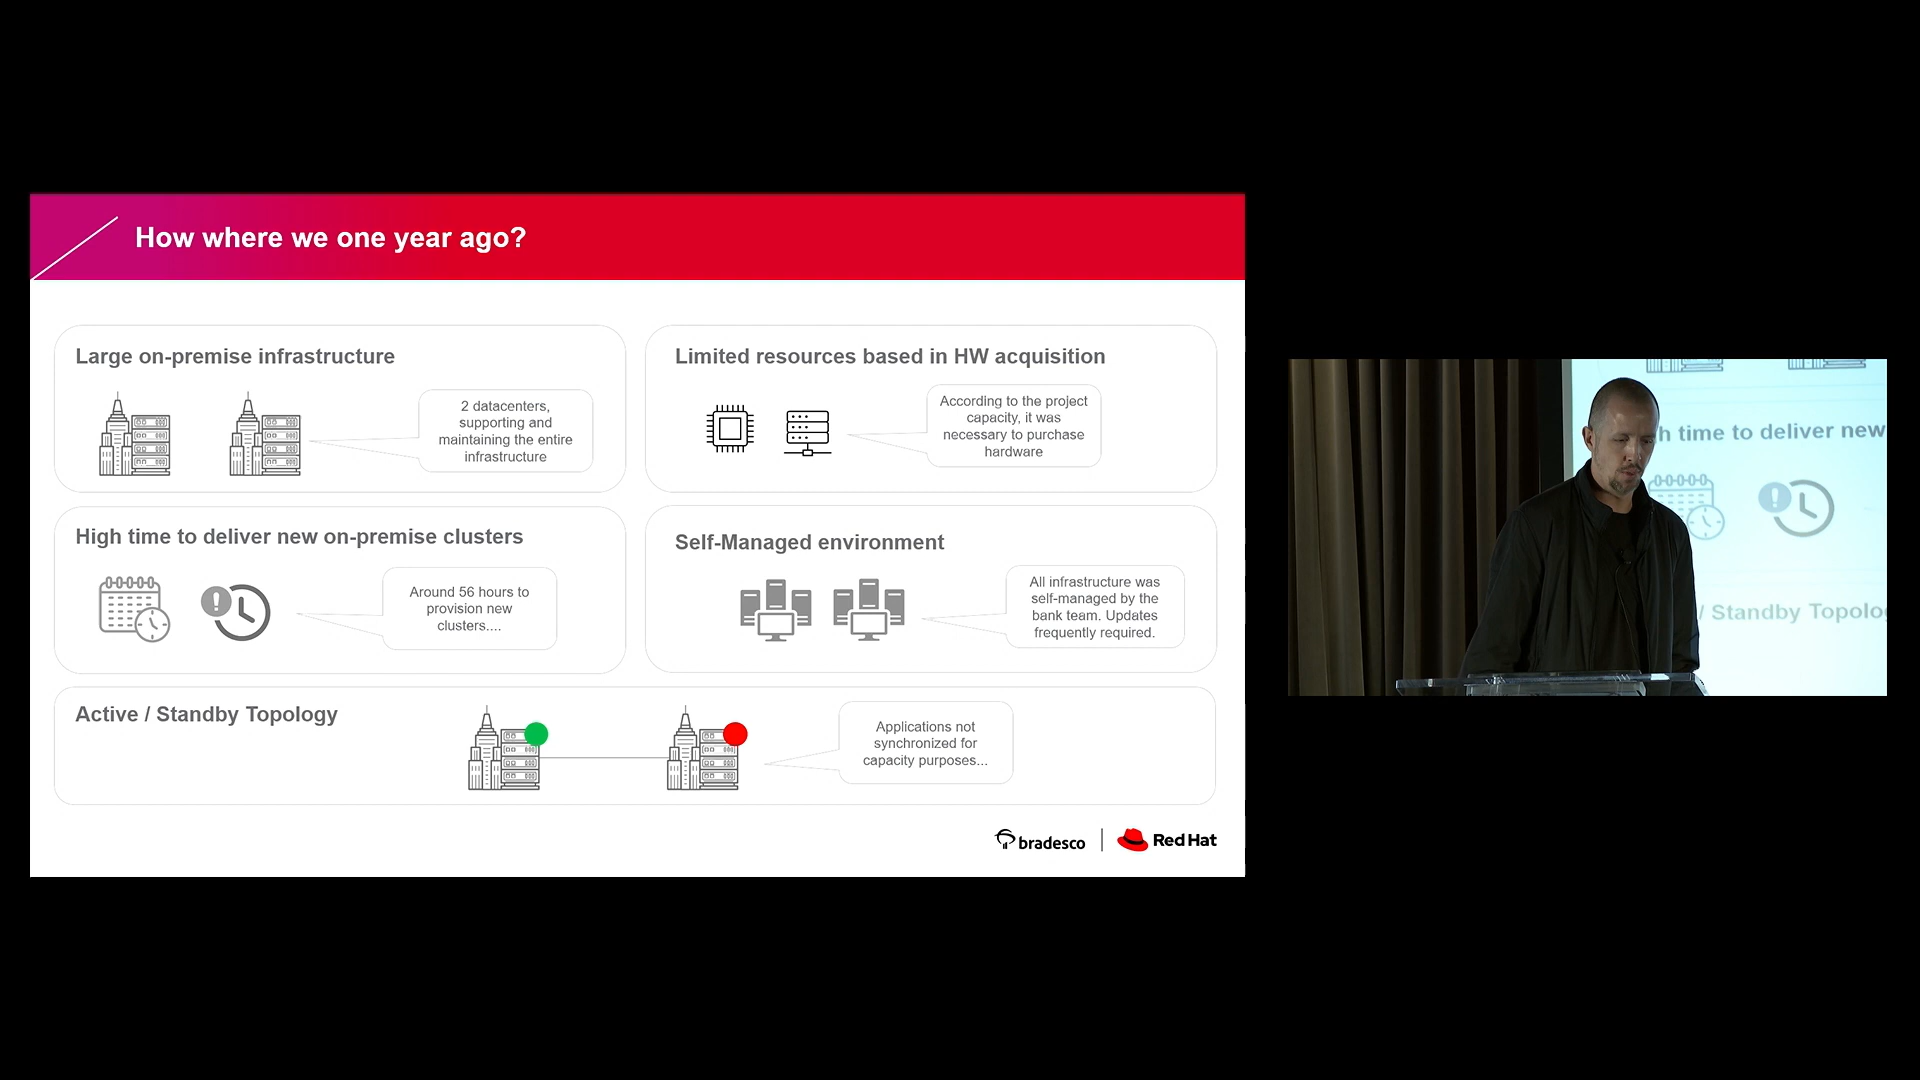 How where we one year ago?
Large on-premise infrastructure
2 datacenters,
supporting and
maintaining the entire
infrastructure
Limited resources based in HW acquisition
According to the project
capacity, it was
necessary to purchase
hardware
High time to deliver new on-premise clusters
Around 56 hours to
provision new
clusters....
Self-Managed environment
All infrastructure was
self-managed by the
bank team. Updates
frequently required.
Active / Standby Topology
Applications not
synchronized for
capacity purposes...
bradesco
Red Hat
h time to deliver new
/ Standby Topolo